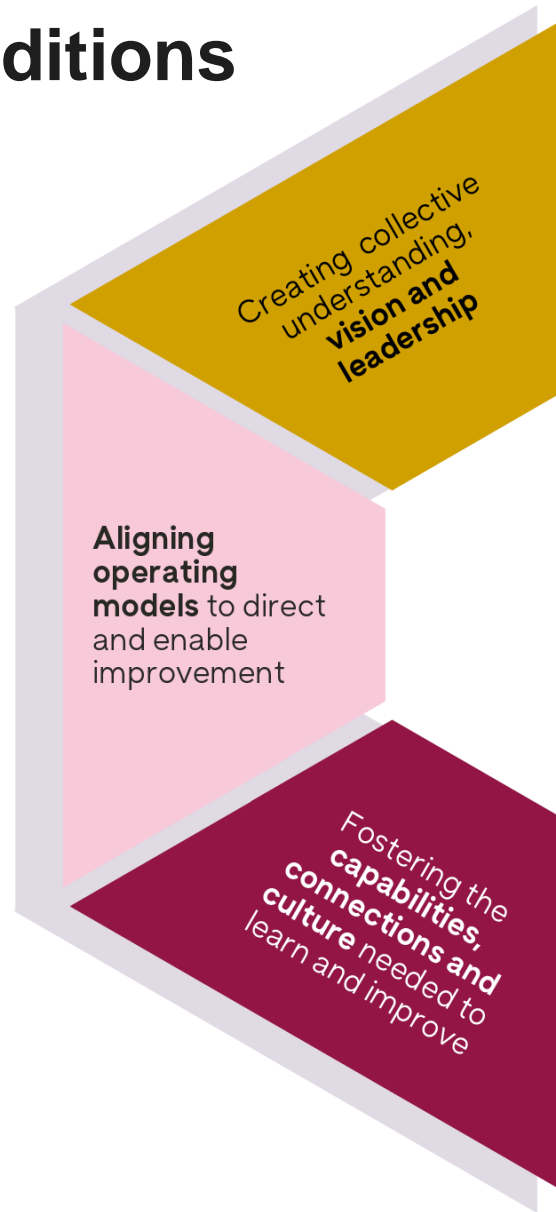 ditions
Creating collective
understanding,
vision and
leadership
Aligning
operating
models to direct
and enable
improvement
Fostering the
capabilities,
connections and
culture needed to
learn and improve